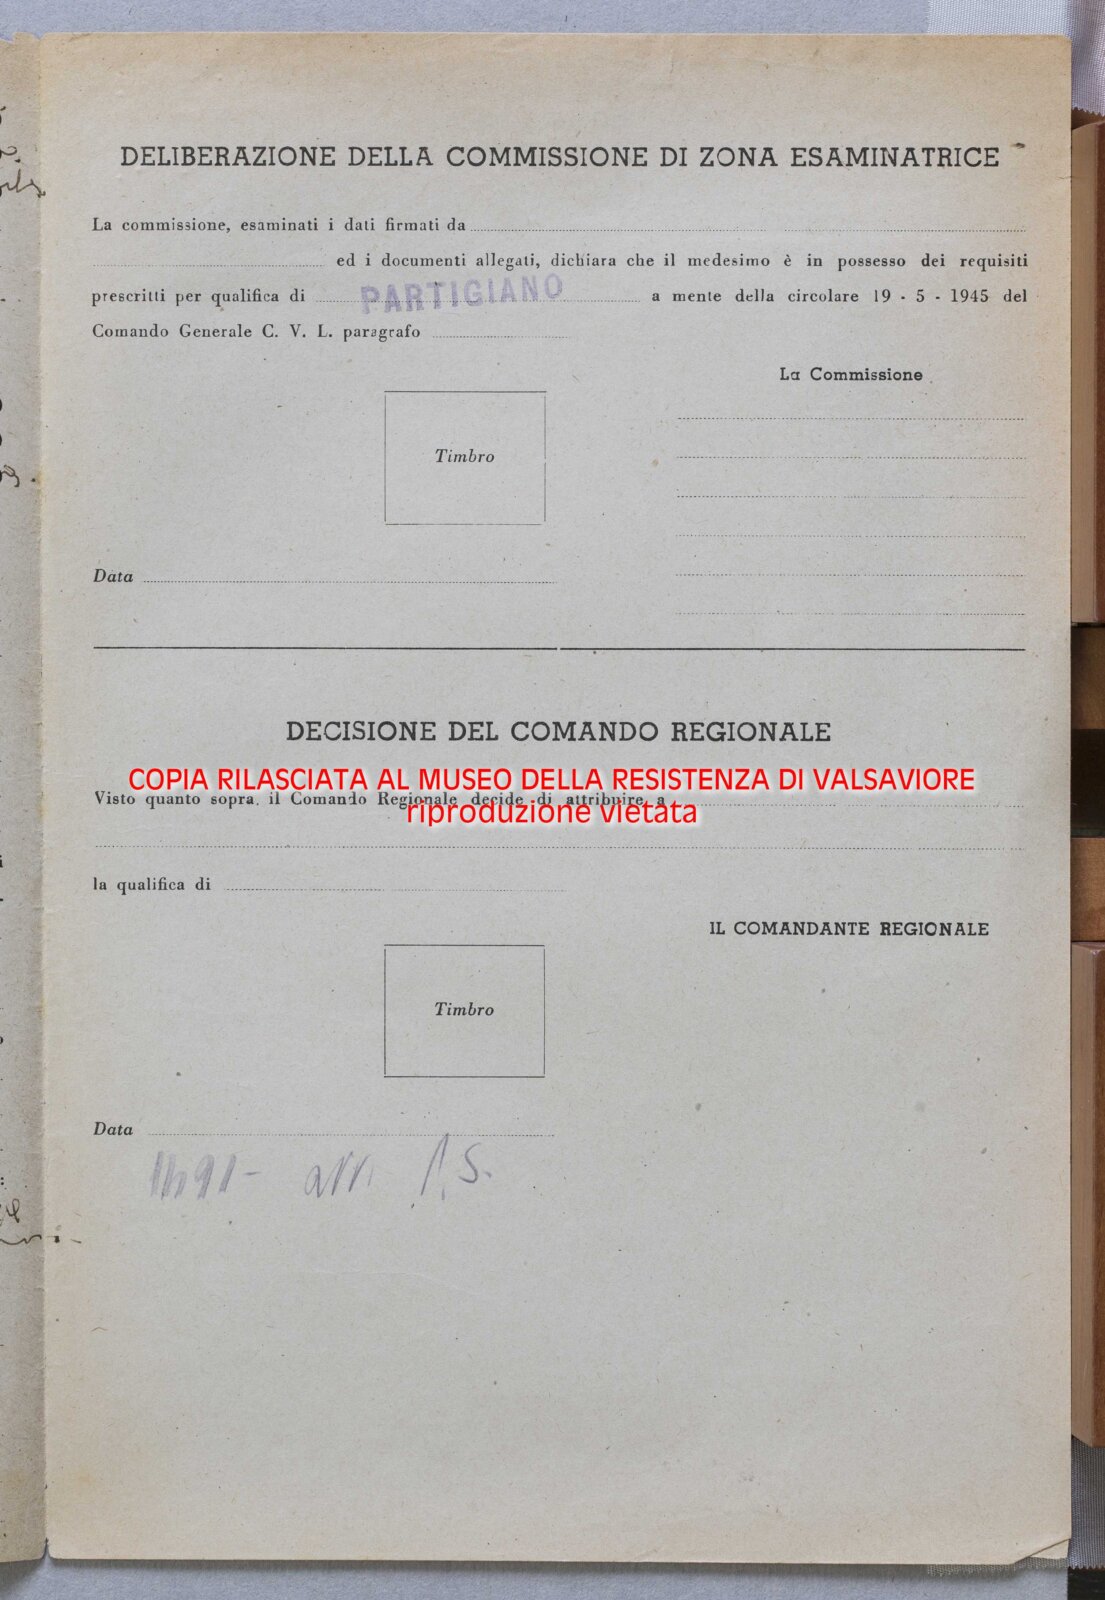 DELIBERAZIONE DELLA COMMISSIONE DI ZONA ESAMINATRICE
La commissione, esaminati i dati firmati da
ed i documenti allegati, dichiara che il medesimo è in possesso dei requisiti
prescritti per qualifica di PARTIGIANO a mente della circolare 19 - 5 - 1945 del
Comando Generale C. V. L. paragrafo
La Commissione
Timbro
Data
DECISIONE DEL COMANDO REGIONALE
COPIA RILASCIATA AL MUSEO DELLA RESISTENZA DI VALSAVIORE
Visto quanto sopra, il Comando Regionale decide di attribuire a
riproduzione vietata
la qualifica di
IL COMANDANTE REGIONALE
Timbro
Data